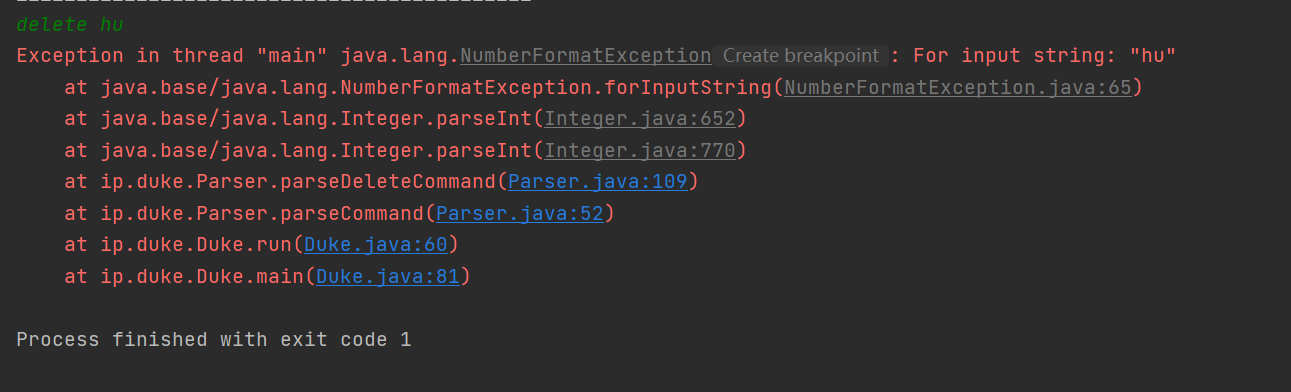 delete hu
Exception in thread "main" java.lang.NumberFormatException Create breakpoint : For input string: "hu"
    at java.base/java.lang.NumberFormatException.forInputString(NumberFormatException.java:65)
    at java.base/java.lang.Integer.parseInt(Integer.java:652)
    at java.base/java.lang.Integer.parseInt(Integer.java:770)
    at ip.duke.Parser.parseDeleteCommand(Parser.java:109)
    at ip.duke.Parser.parseCommand(Parser.java:52)
    at ip.duke.Duke.run(Duke.java:60)
    at ip.duke.Duke.main(Duke.java:81)
Process finished with exit code 1